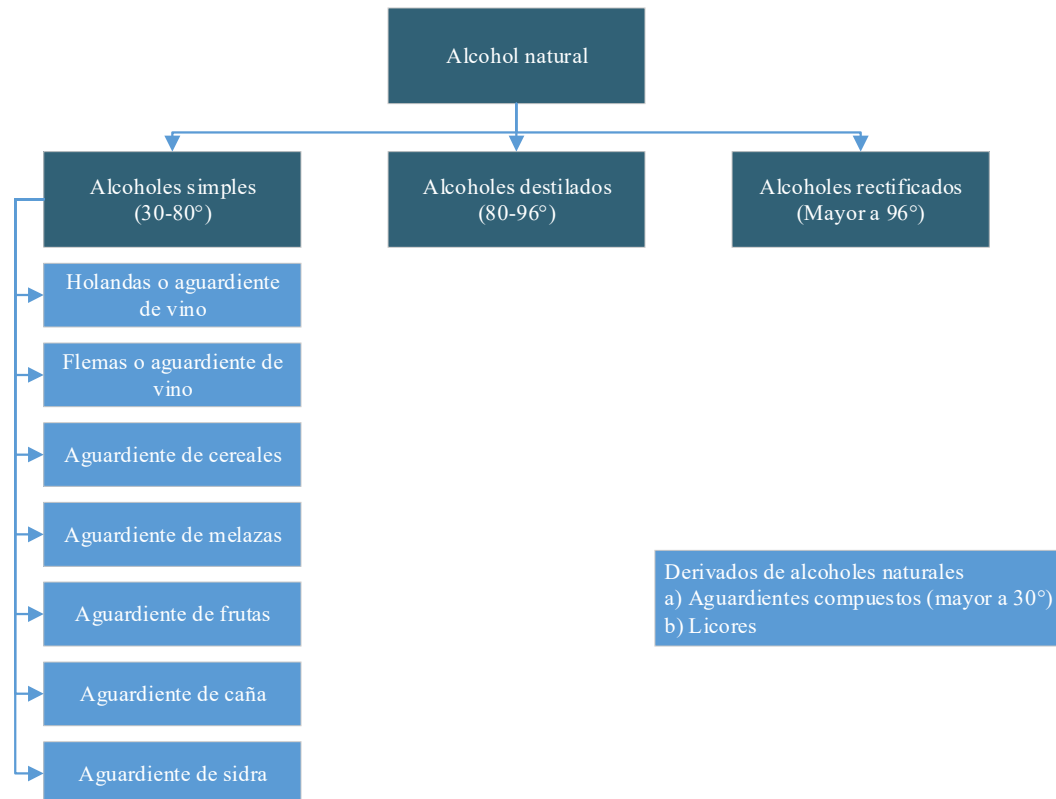 Alcohol natural
Alcoholes simples
(30-80°)
Alcoholes destilados
(80-96°)
Alcoholes rectificados
(Mayor a 96°)
Holandas o aguardiente
de vino
Flemas o aguardiente de
vino
Aguardiente de cereales
Aguardiente de melazas
Aguardiente de frutas
Aguardiente de caña
Aguardiente de sidra
Derivados de alcoholes naturales
a) Aguardientes compuestos (mayor a 30°)
b) Licores